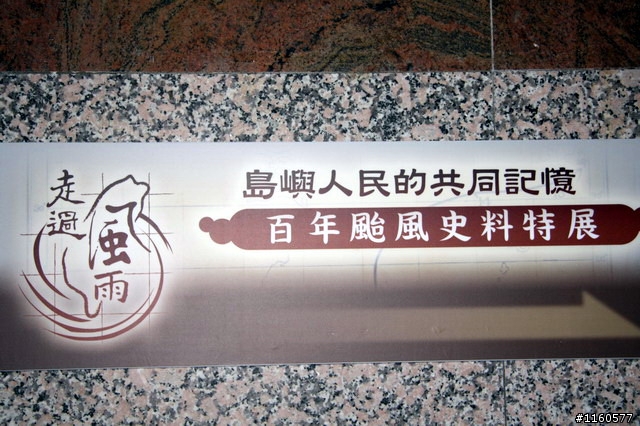 走過
風雨
島嶼人民的共同記憶
百年颱風史料特展
#1160577